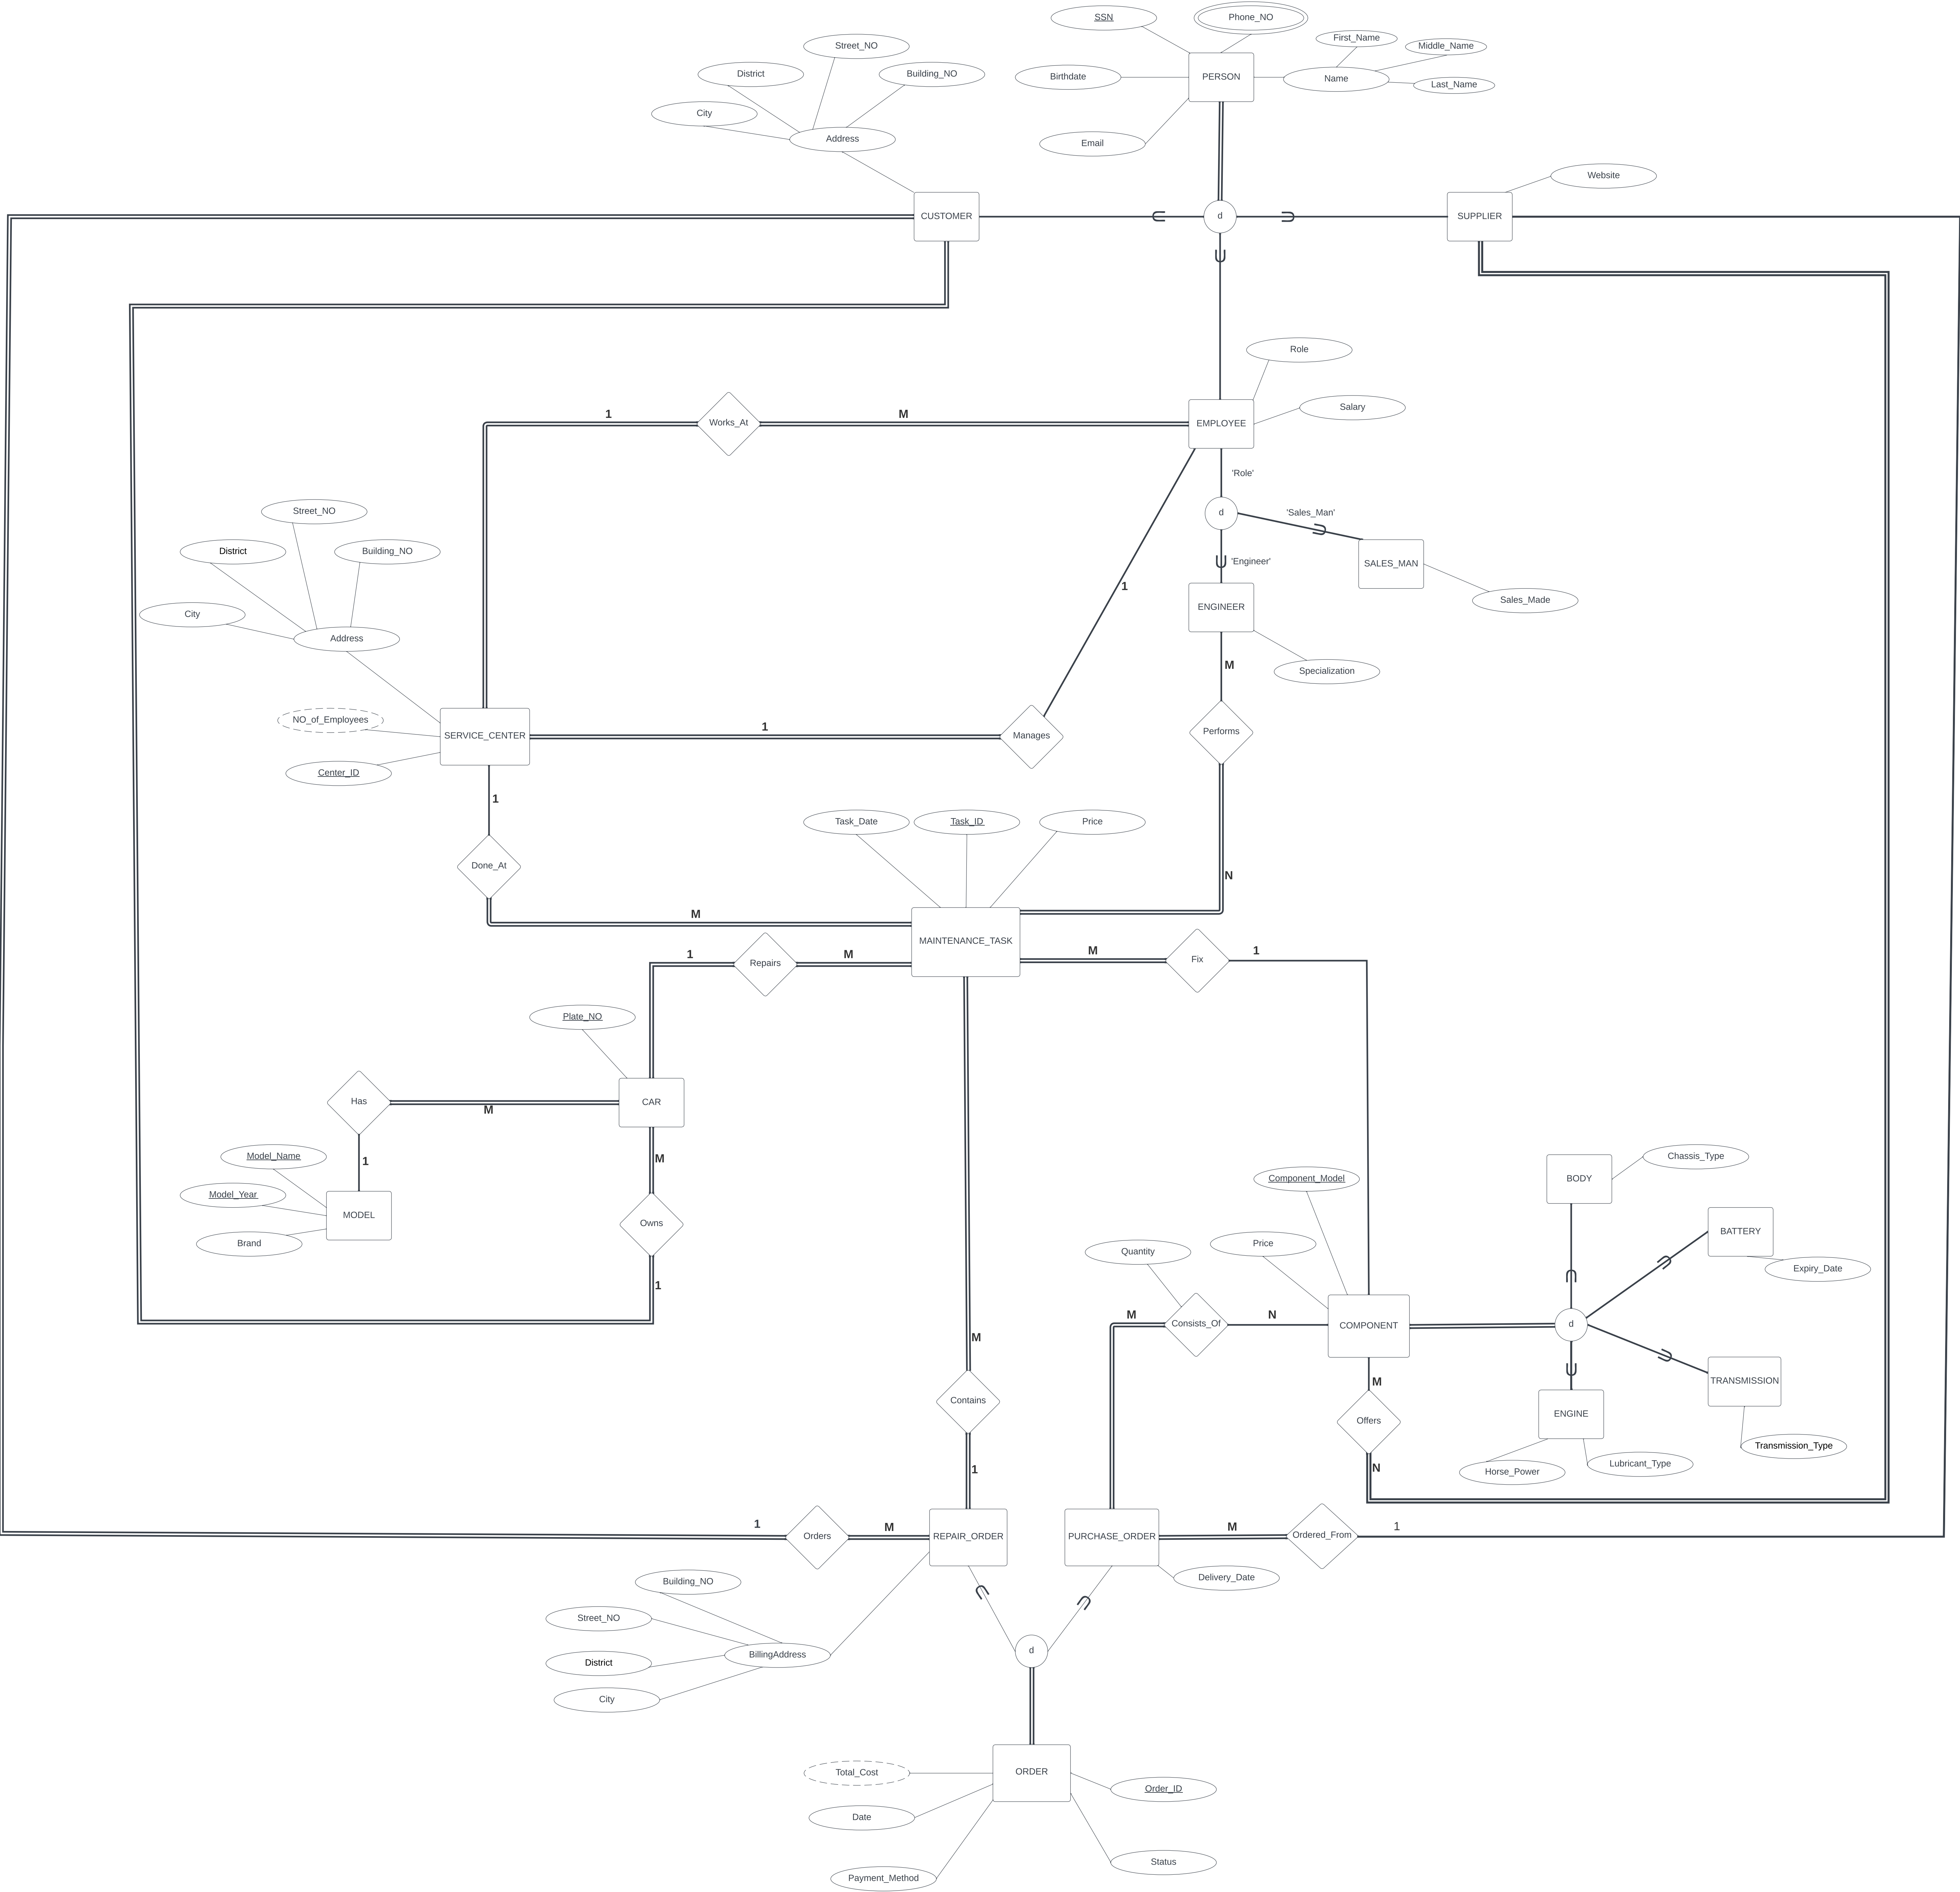 SSN
Phone_NO
First_Name
Middle_Name
Street_NO
District
Building_NO
Birthdate
PERSON
Name
Last_Name
City
Address
Email
Website
CUSTOMER
d
SUPPLIER
Role
Salary
1
Works_At
M
EMPLOYEE
'Role'
Street_NO
d
'Sales_Man'
District
Building_NO
'Engineer'
SALES_MAN
1
City
ENGINEER
Sales_Made
Address
M
Specialization
NO_of_Employees
SERVICE_CENTER
1
Manages
Performs
Center_ID
1
Task_Date
Task_ID
Price
Done_At
N
M
MAINTENANCE_TASK
1
Repairs
M
M
Fix
1
Plate_NO
Has
M
CAR
Model_Name
1
M
Model_Year
MODEL
Owns
Brand
1
Chassis_Type
BODY
Component_Model
BATTERY
Quantity
Price
Expiry_Date
M
Consists_Of
N
COMPONENT
d
M
Contains
M
TRANSMISSION
Offers
ENGINE
1
N
Transmission_Type
Horse_Power
Lubricant_Type
1
Orders
M
REPAIR_ORDER
PURCHASE_ORDER
M
Ordered_From
1
Building_NO
Delivery_Date
Street_NO
BillingAddress
d
District
City
Total_Cost
ORDER
Order_ID
Date
Status
Payment_Method